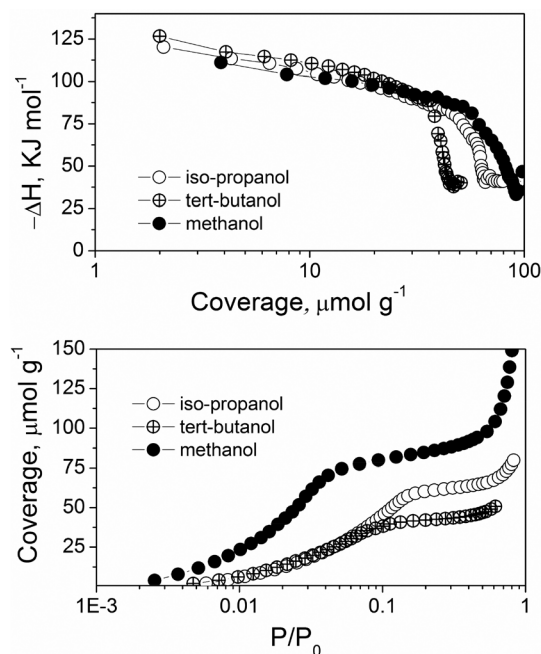 125
100
75
50
25
0
−ΔH, KJ mol⁻¹
iso-propanol
tert-butanol
methanol
1
10
100
Coverage, μmol g⁻¹
150
125
100
75
50
25
Coverage, μmol g⁻¹
iso-propanol
tert-butanol
methanol
1E-3
0.01
0.1
1
P/P₀